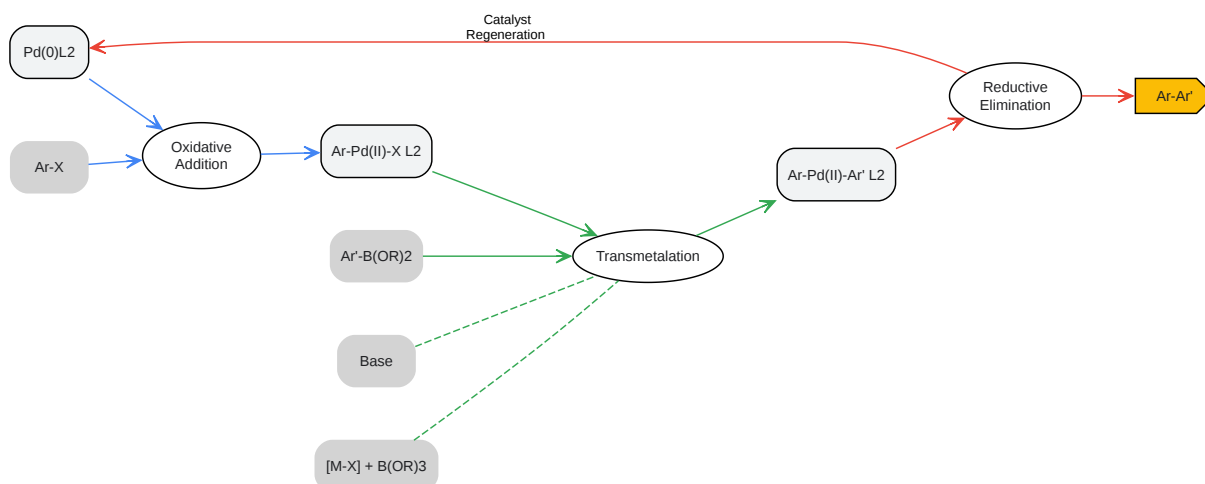 Catalyst
Regeneration
Pd(0)L2
Reductive
Elimination
Ar-Ar'
Oxidative
Addition
Ar-X
Ar-Pd(II)-X L2
Ar-Pd(II)-Ar' L2
Ar'-B(OR)2
Transmetalation
Base
[M-X] + B(OR)3